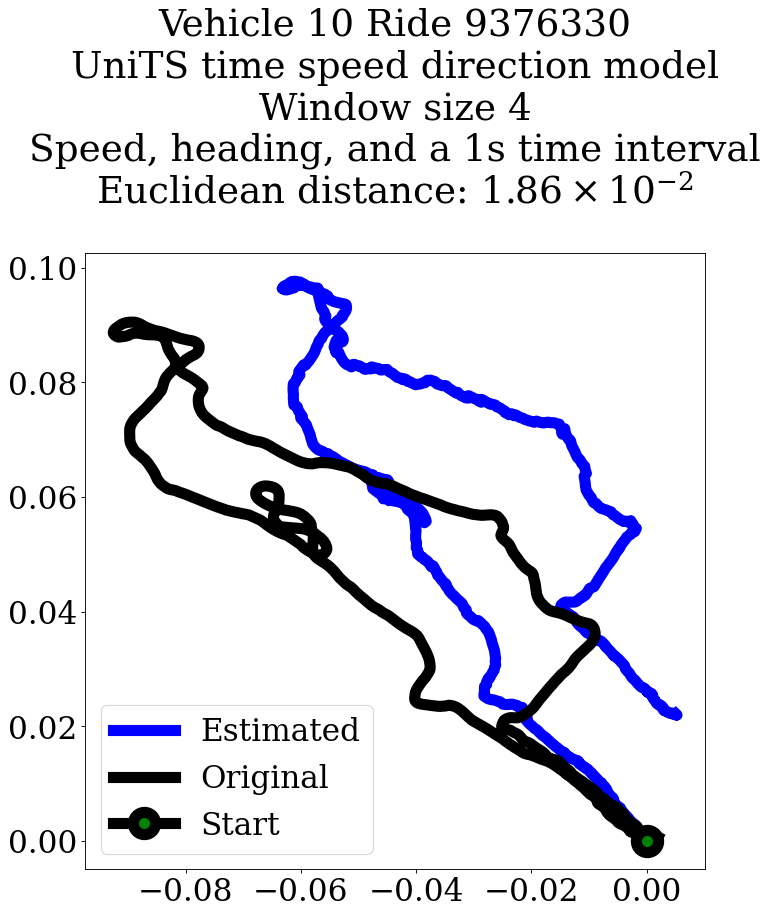 Vehicle 10 Ride 9376330
UniTS time speed direction model
Window size 4
Speed, heading, and a 1s time interval
Euclidean distance: 1.86 × 10⁻²
0.10
0.08
0.06
0.04
0.02
0.00
Estimated
Original
Start
−0.08 −0.06 −0.04 −0.02 0.00